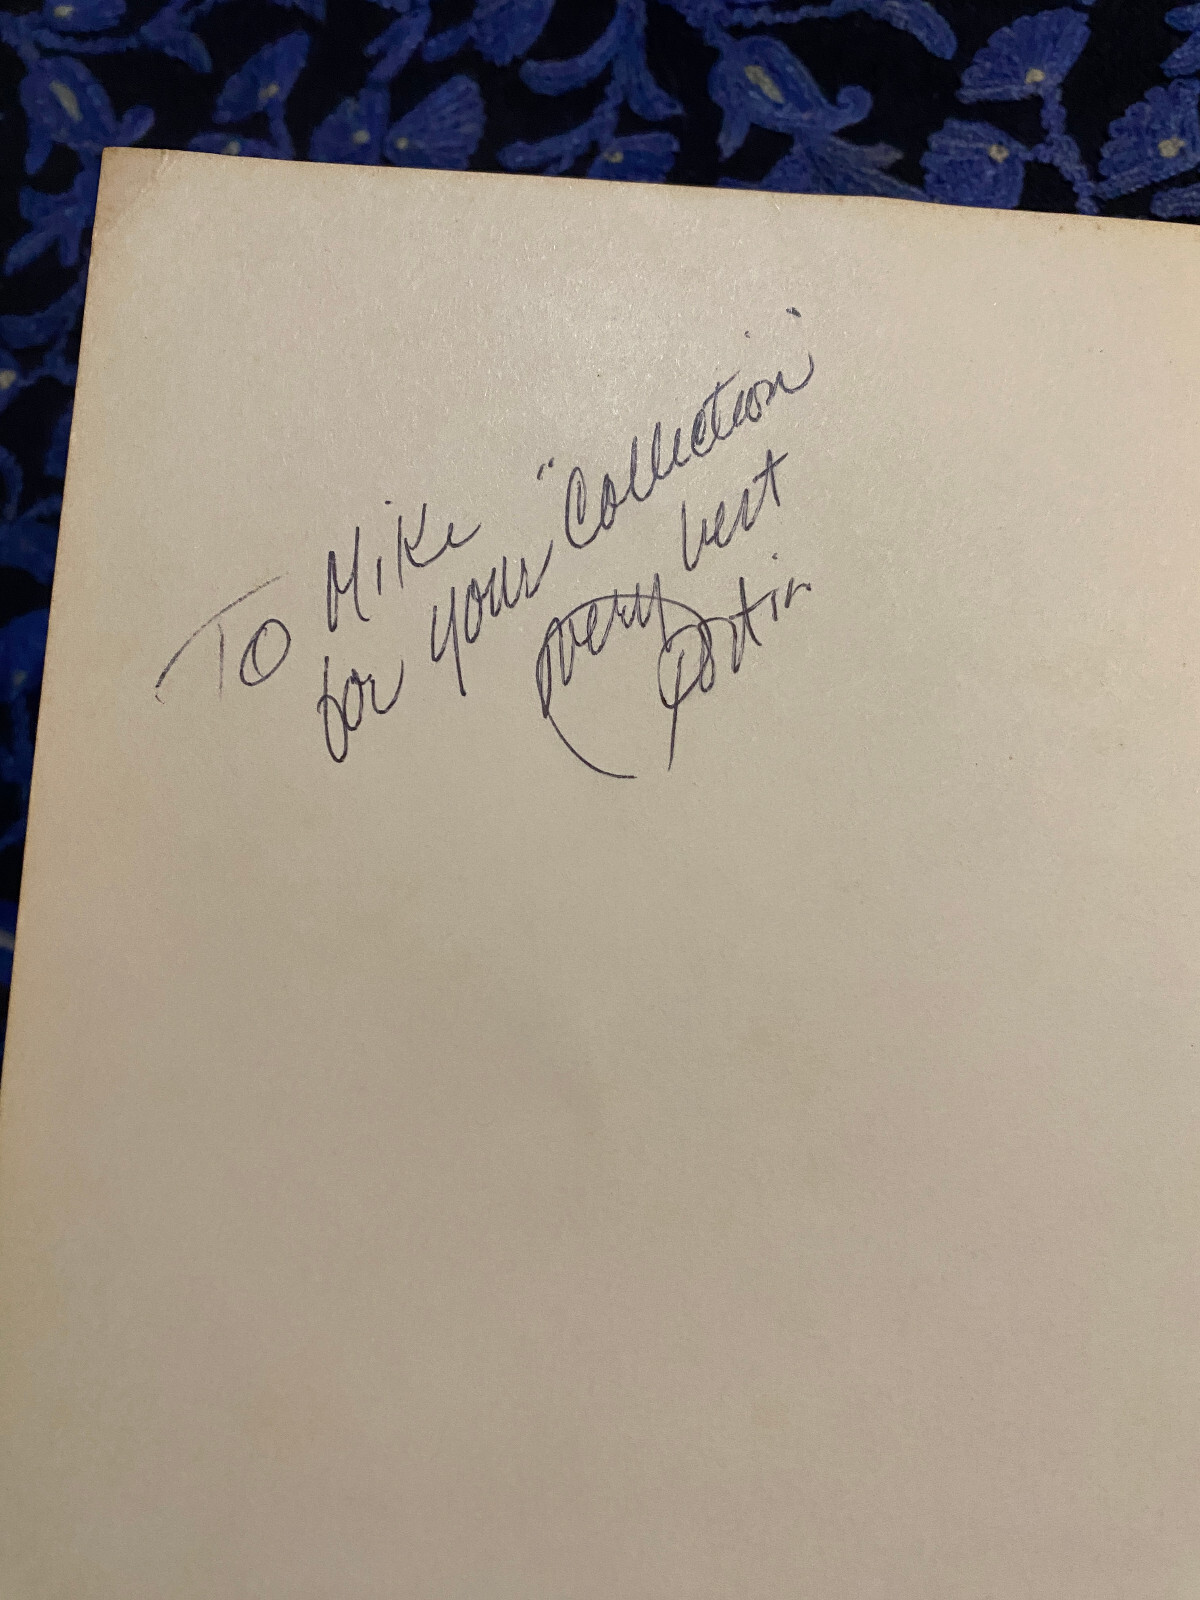 To Mike
for your "Collection"
very best